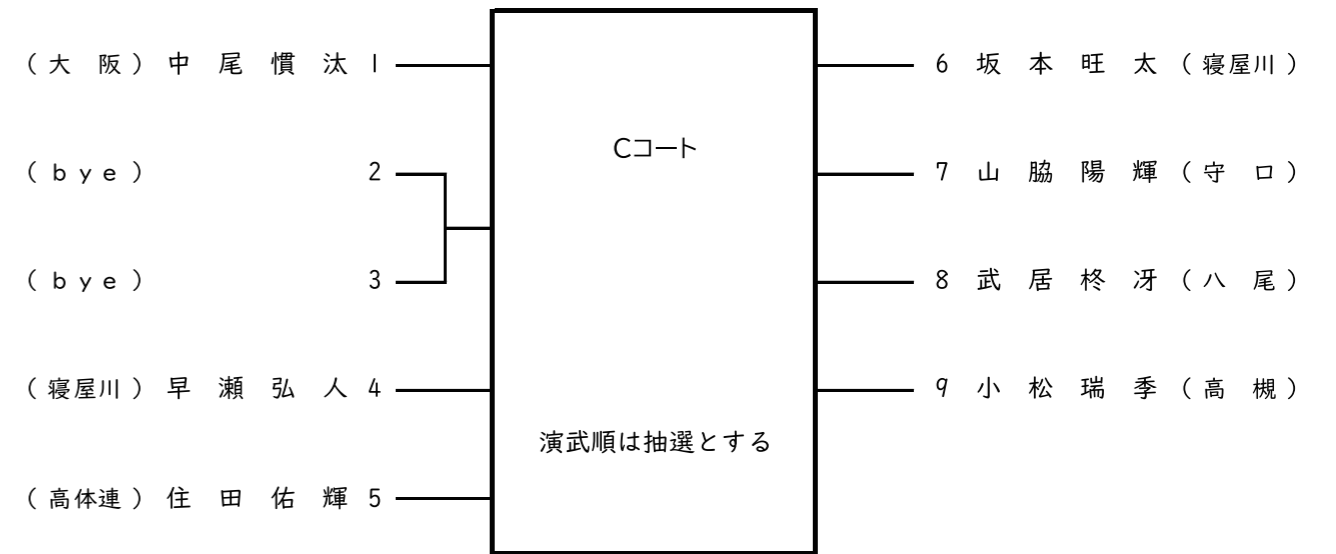 (大阪) 中尾慣汰 1
(bye) 2
(bye) 3
(寝屋川) 早瀬弘人 4
(高体連) 住田佑輝 5
Cコート
演武順は抽選とする
6 坂本旺太 (寝屋川)
7 山脇陽輝 (守口)
8 武居柊冴 (八尾)
9 小松瑞季 (高槻)